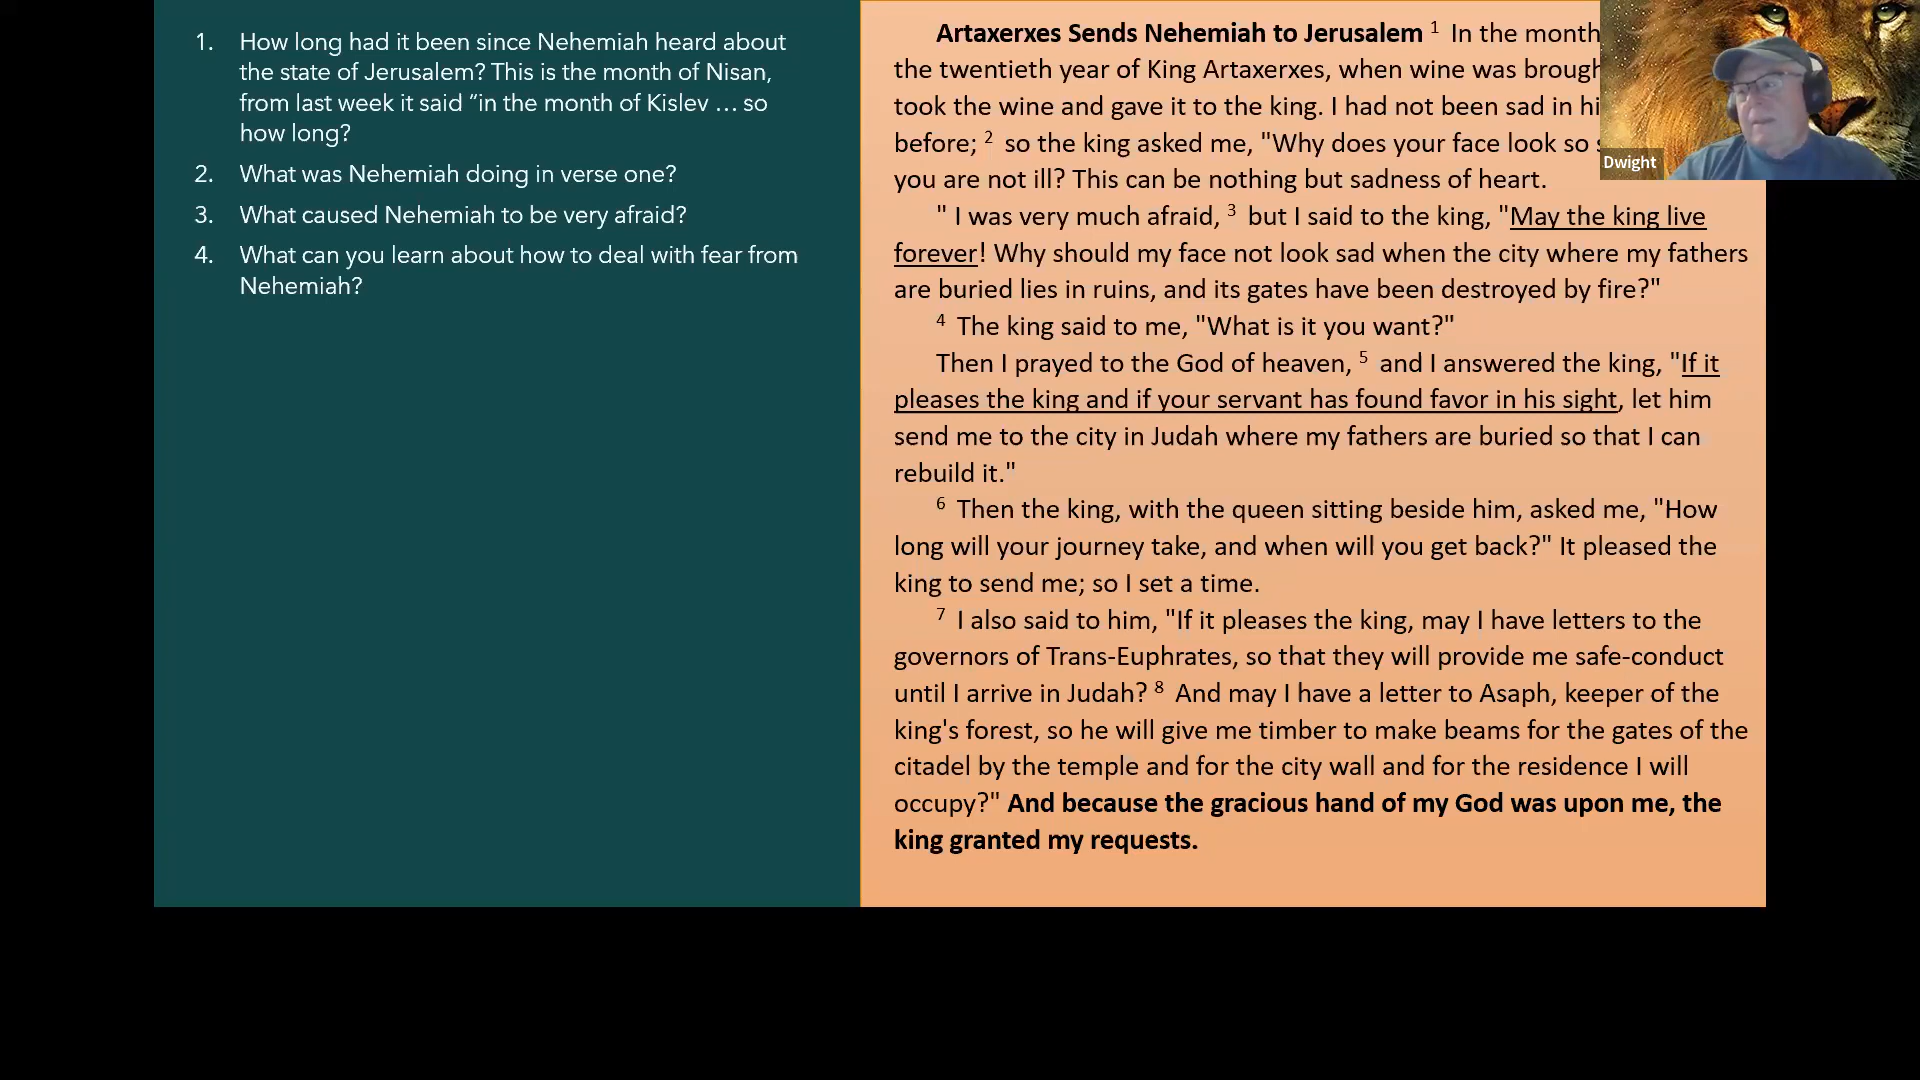 1. How long had it been since Nehemiah heard about
the state of Jerusalem? This is the month of Nisan,
from last week it said “in the month of Kislev … so
how long?
2. What was Nehemiah doing in verse one?
3. What caused Nehemiah to be very afraid?
4. What can you learn about how to deal with fear from
Nehemiah?
Artaxerxes Sends Nehemiah to Jerusalem 1 In the month
the twentieth year of King Artaxerxes, when wine was
took the wine and gave it to the king. I had not been sad in
before; 2 so the king asked me, "Why does your face look so
you are not ill? This can be nothing but sadness of heart.
" I was very much afraid, 3 but I said to the king, "May the king live
forever! Why should my face not look sad when the city where my fathers
are buried lies in ruins, and its gates have been destroyed by fire?"
4 The king said to me, "What is it you want?"
Then I prayed to the God of heaven, 5 and I answered the king, "If it
pleases the king and if your servant has found favor in his sight, let him
send me to the city in Judah where my fathers are buried so that I can
rebuild it."
6 Then the king, with the queen sitting beside him, asked me, "How
long will your journey take, and when will you get back?" It pleased the
king to send me; so I set a time.
7 I also said to him, "If it pleases the king, may I have letters to the
governors of Trans-Euphrates, so that they will provide me safe-conduct
until I arrive in Judah? 8 And may I have a letter to Asaph, keeper of the
king's forest, so he will give me timber to make beams for the gates of the
citadel by the temple and for the city wall and for the residence I will
occupy?" And because the gracious hand of my God was upon me, the
king granted my requests.
Dwight